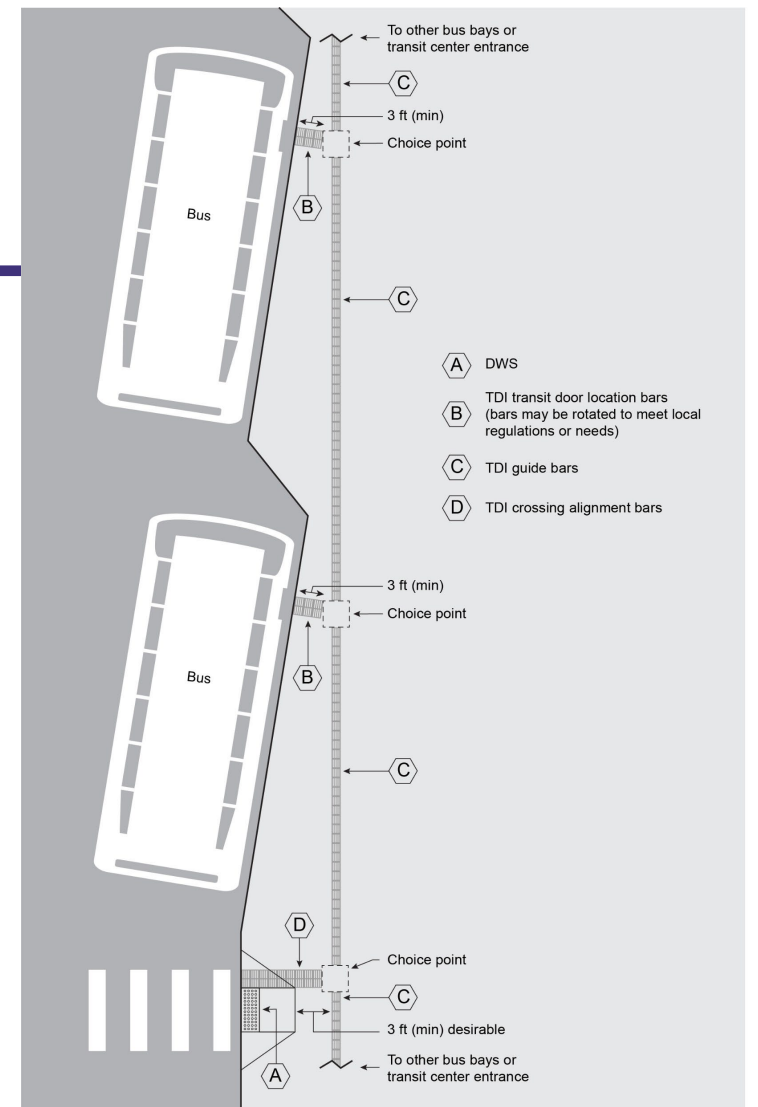 To other bus bays or
transit center entrance
C
3 ft (min)
Choice point
B
Bus
C
A DWS
B TDI transit door location bars
(bars may be rotated to meet local
regulations or needs)
C TDI guide bars
D TDI crossing alignment bars
3 ft (min)
Choice point
B
Bus
C
D
Choice point
C
3 ft (min) desirable
A
To other bus bays or
transit center entrance